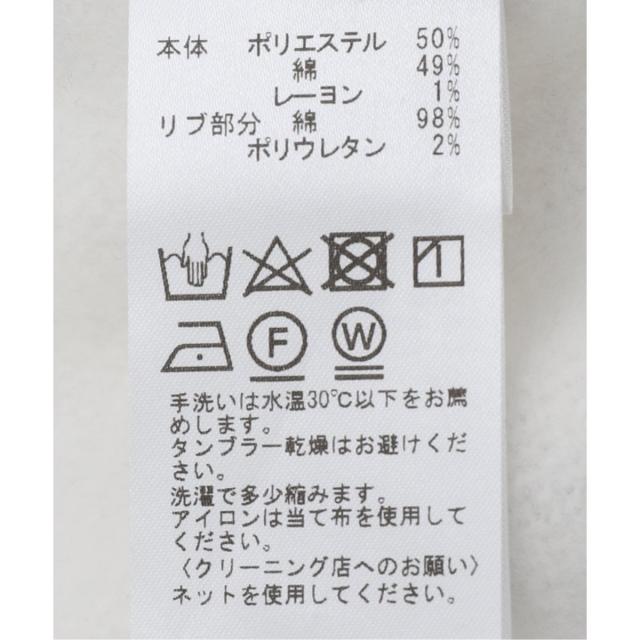 本体 ポリエステル 50%
綿 49%
レーヨン 1%
リブ部分 綿 98%
ポリウレタン 2%
F W
手洗いは水温30℃以下をお薦
めします。
タンブラー乾燥はお避けくだ
さい。
洗濯で多少縮みます。
アイロンは当て布を使用して
ください。
〈クリーニング店へのお願い〉
ネットを使用してください。